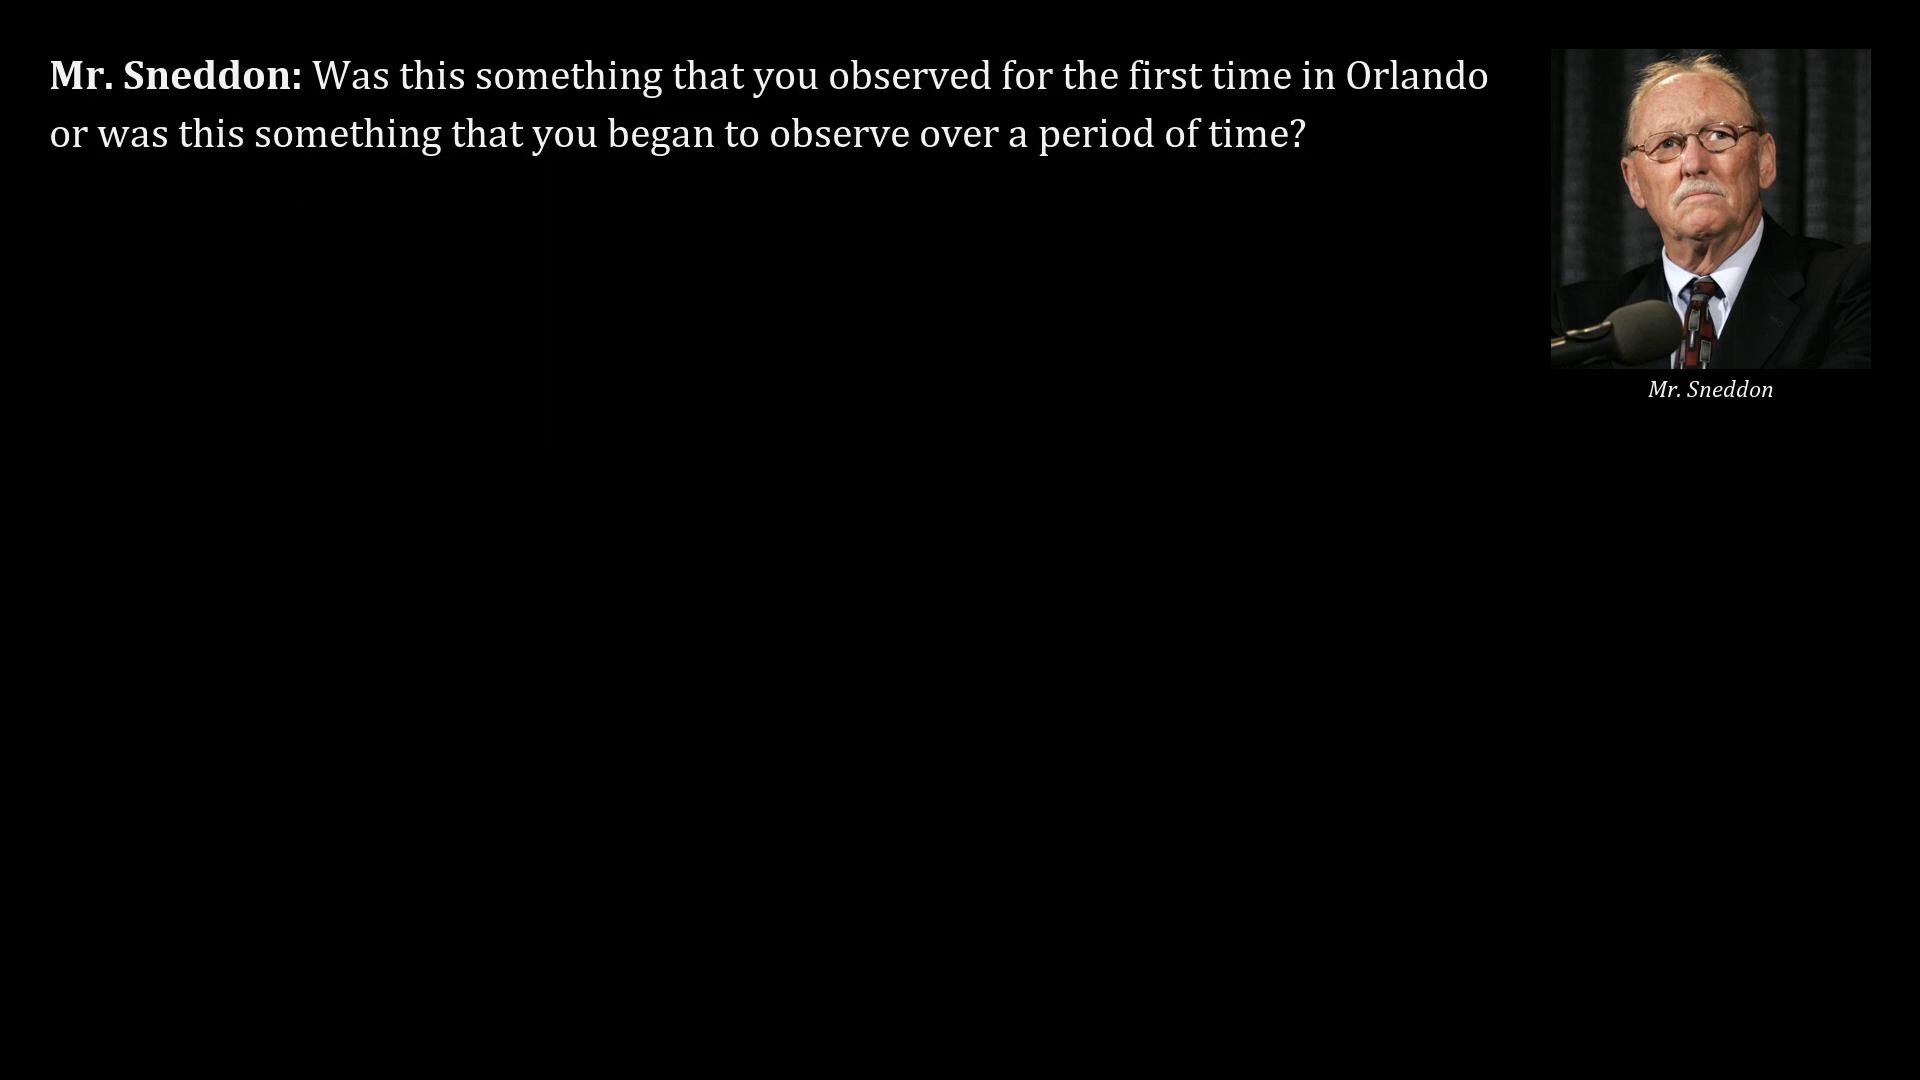 Mr. Sneddon: Was this something that you observed for the first time in Orlando
or was this something that you began to observe over a period of time?
Mr. Sneddon